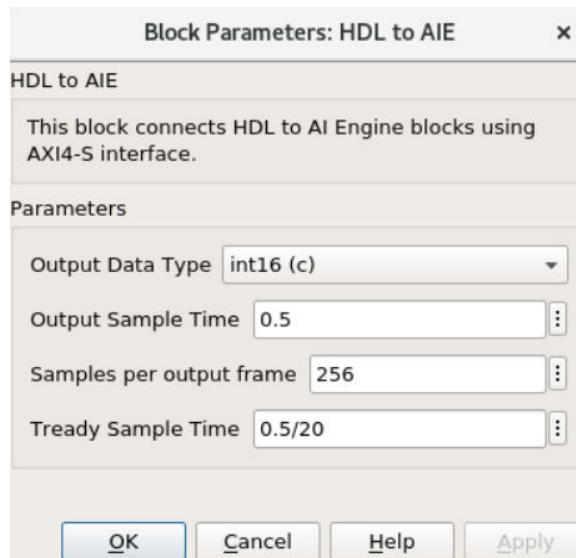 Block Parameters: HDL to AIE ×
HDL to AIE
This block connects HDL to AI Engine blocks using
AXI4-S interface.
Parameters
Output Data Type int16 (c)
Output Sample Time 0.5
Samples per output frame 256
Tready Sample Time 0.5/20
OK Cancel Help Apply